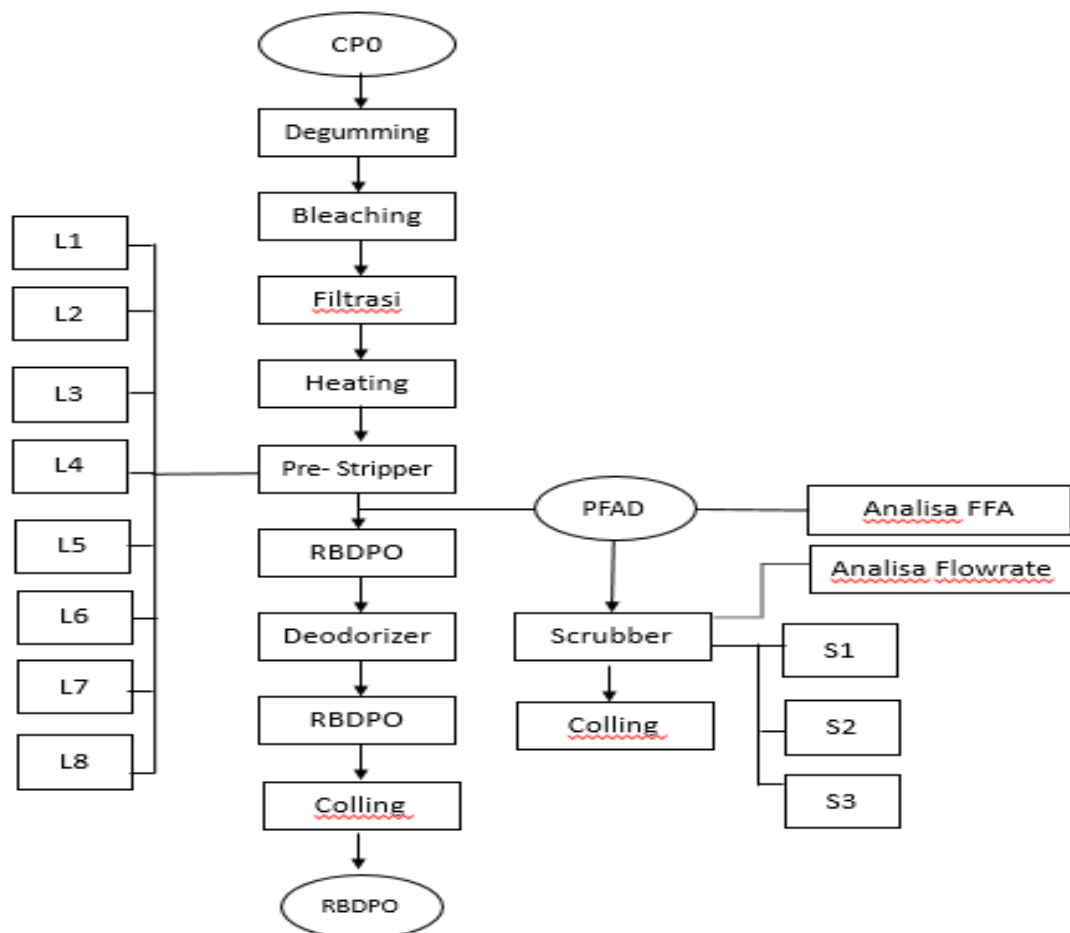 CP0
Degumming
Bleaching
Filtrasi
Heating
Pre- Stripper
RBDPO
Deodorizer
RBDPO
Colling
RBDPO
L1
L2
L3
L4
L5
L6
L7
L8
PFAD
Analisa FFA
Analisa Flowrate
Scrubber
Colling
S1
S2
S3